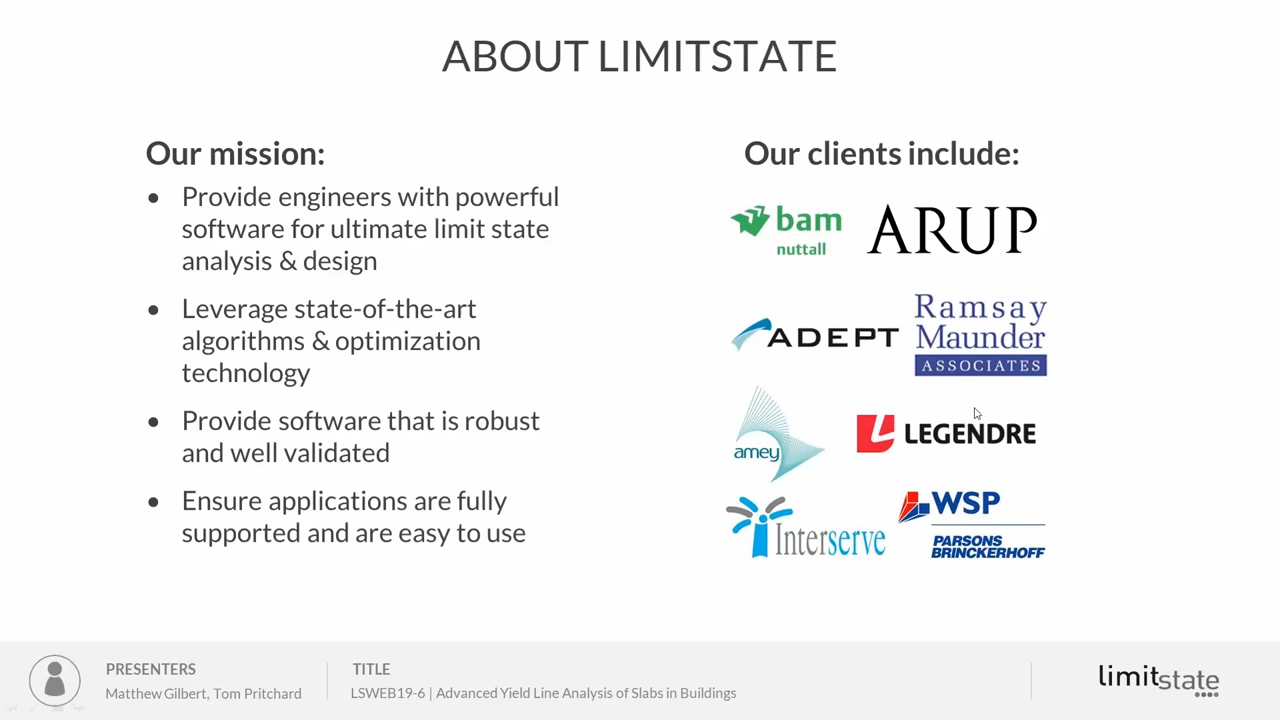 ABOUT LIMITSTATE
Our mission:
• Provide engineers with powerful
software for ultimate limit state
analysis & design
• Leverage state-of-the-art
algorithms & optimization
technology
• Provide software that is robust
and well validated
• Ensure applications are fully
supported and are easy to use
Our clients include:
bam
nuttall
ARUP
ADEPT
Ramsay
Maunder
ASSOCIATES
amey
LEGENDRE
Interserve
WSP
PARSONS
BRINCKERHOFF
PRESENTERS
Matthew Gilbert, Tom Pritchard
TITLE
LSWEB19-6 | Advanced Yield Line Analysis of Slabs in Buildings
limitstate